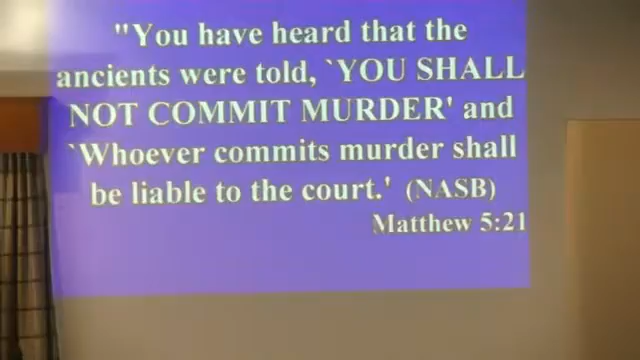 "You have heard that the
ancients were told, `YOU SHALL
NOT COMMIT MURDER' and
`Whoever commits murder shall
be liable to the court.' (NASB)
Matthew 5:21